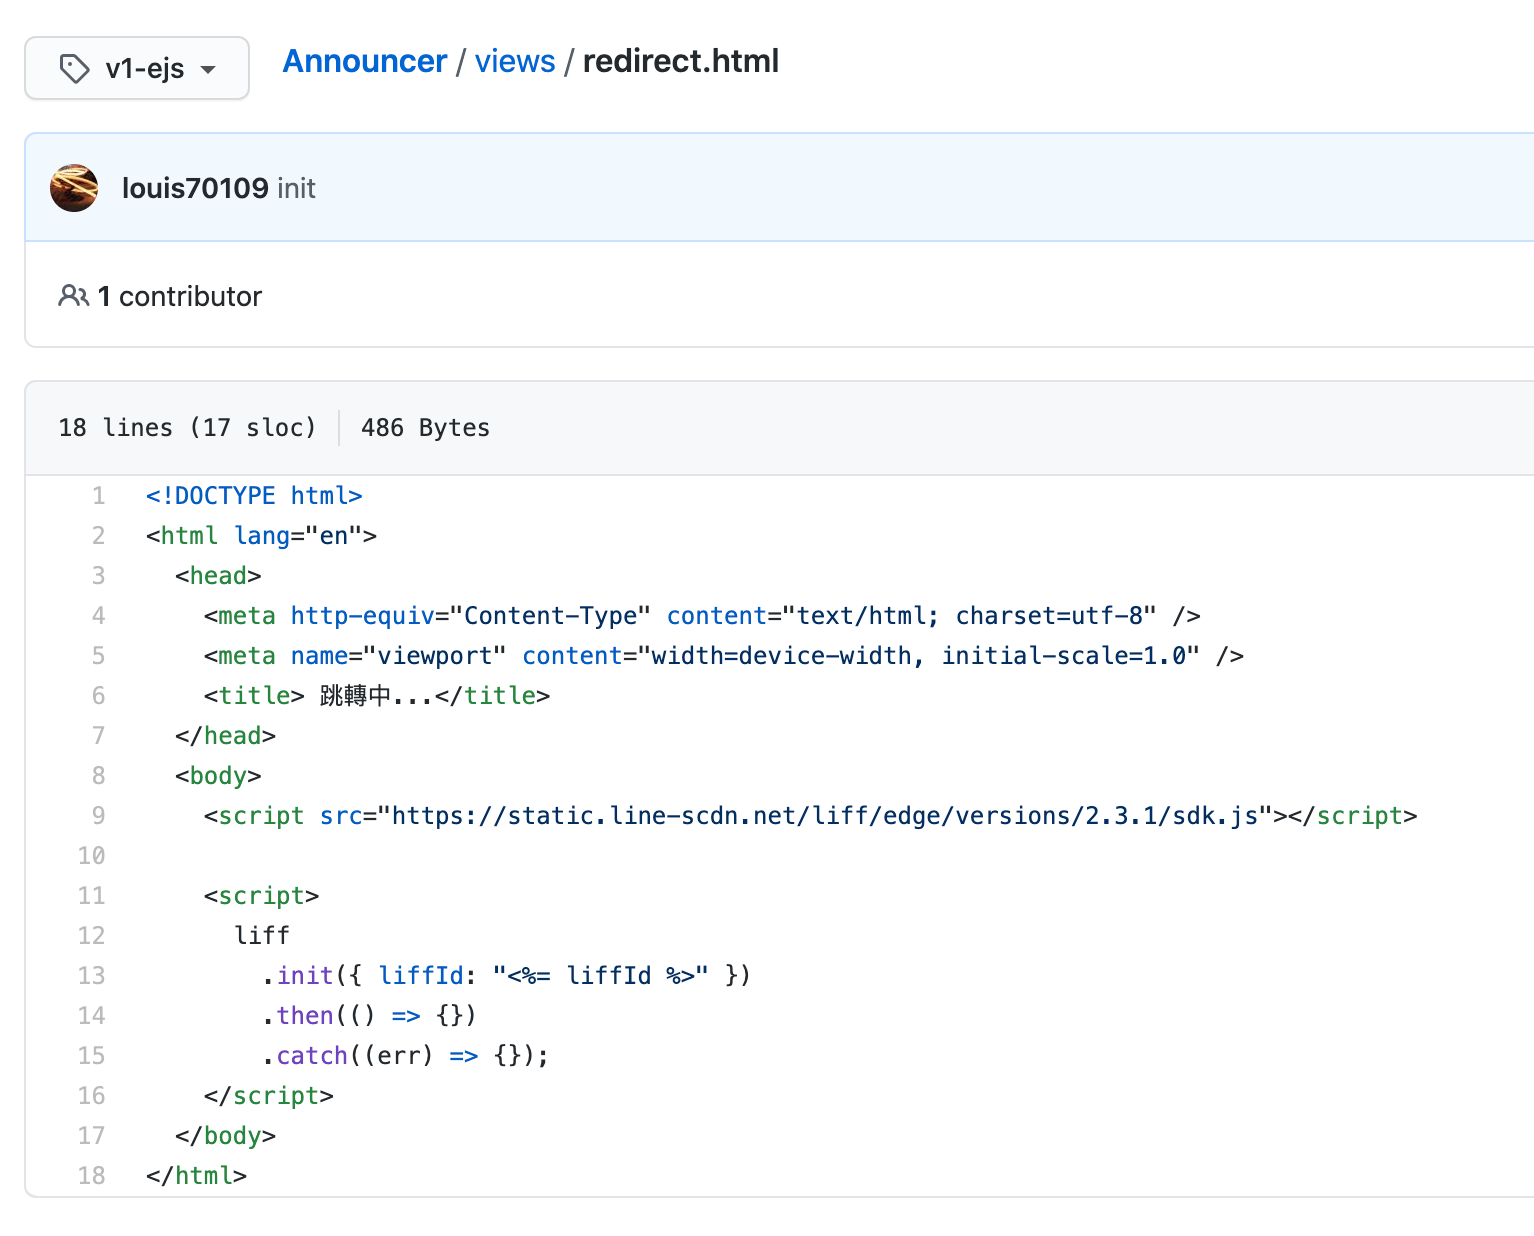 v1-ejs
Announcer / views / redirect.html
louis70109 init
1 contributor
18 lines (17 sloc) 486 Bytes
1 <!DOCTYPE html>
2 <html lang="en">
3   <head>
4     <meta http-equiv="Content-Type" content="text/html; charset=utf-8" />
5     <meta name="viewport" content="width=device-width, initial-scale=1.0" />
6     <title> 跳轉中...</title>
7   </head>
8   <body>
9     <script src="https://static.line-scdn.net/liff/edge/versions/2.3.1/sdk.js"></script>
10
11     <script>
12       liff
13         .init({ liffId: "<%= liffId %>" })
14         .then(() => {})
15         .catch((err) => {});
16     </script>
17   </body>
18 </html>